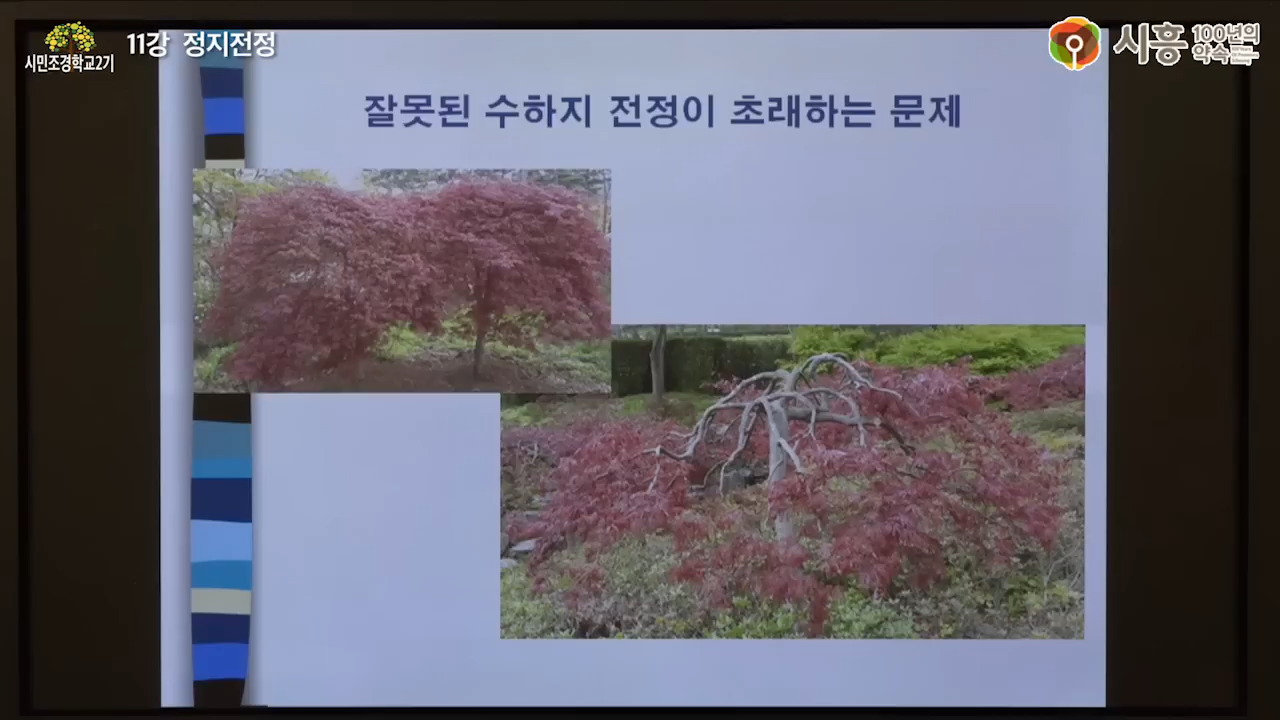 시민조경학교2기
11강 정지전정
시흥
100년의
약속
잘못된 수하지 전정이 초래하는 문제